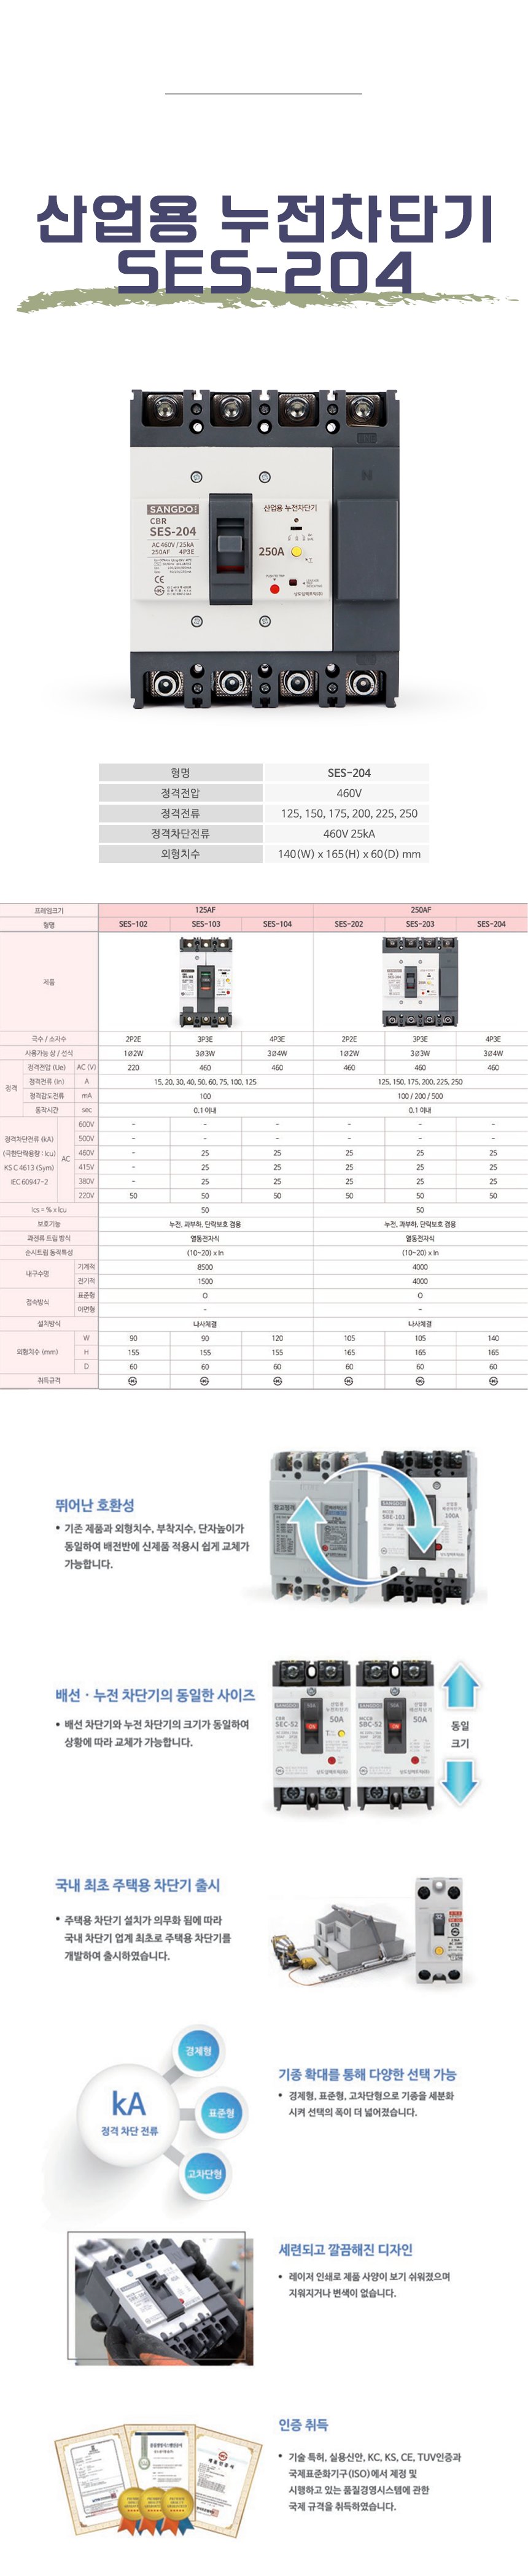 산업용 누전차단기
SES-204
SANGDO
CBR
SES-204
AC 460V / 25kA
250AF 4P3E
산업용 누전차단기
250A
형명 SES-204
정격전압 460V
정격전류 125, 150, 175, 200, 225, 250
정격차단전류 460V 25kA
외형치수 140(W) x 165(H) x 60(D) mm
프레임크기 125AF 250AF
형명 SES-102 SES-103 SES-104 SES-202 SES-203 SES-204
제품
극수 / 소자수 2P2E 3P3E 4P3E 2P2E 3P3E 4P3E
사용가능 상 / 선식 1Ø2W 3Ø3W 3Ø4W 1Ø2W 3Ø3W 3Ø4W
정격
정격전압 (Ue) AC (V) 220 460 460 460 460 460
정격전류 (In) A 15, 20, 30, 40, 50, 60, 75, 100, 125 125, 150, 175, 200, 225, 250
정격감도전류 mA 100 100 / 200 / 500
동작시간 sec 0.1 이내 0.1 이내
정격차단전류 (kA)
(극한단락용량 : Icu)
KS C 4613 (Sym)
IEC 60947-2
AC
600V - - - - - -
500V - - - - - -
460V - 25 25 25 25 25
415V - 25 25 25 25 25
380V - 25 25 25 25 25
220V 50 50 50 50 50 50
Ics = % x Icu 50 50
보호기능 누전, 과부하, 단락보호 겸용 누전, 과부하, 단락보호 겸용
과전류 트립 방식 열동전자식 열동전자식
순시트립 동작특성 (10~20) x In (10~20) x In
내구수명
기계적 8500 4000
전기적 1500 4000
접속방식
표준형 O O
이면형 - -
설치방식 나사체결 나사체결
외형치수 (mm)
W 90 90 120 105 105 140
H 155 155 155 165 165 165
D 60 60 60 60 60 60
취득규격
뛰어난 호환성
• 기존 제품과 외형치수, 부착치수, 단자높이가
동일하여 배전반에 신제품 적용시 쉽게 교체가
가능합니다.
SBE-103
100A
배선 · 누전 차단기의 동일한 사이즈
• 배선 차단기와 누전 차단기의 크기가 동일하여
상황에 따라 교체가 가능합니다.
SEC-52
50A
SBC-52
50A
동일
크기
국내 최초 주택용 차단기 출시
• 주택용 차단기 설치가 의무화 됨에 따라
국내 차단기 업계 최초로 주택용 차단기를
개발하여 출시하였습니다.
경제형
kA
정격 차단 전류
표준형
고차단형
기종 확대를 통해 다양한 선택 가능
• 경제형, 표준형, 고차단형으로 기종을 세분화
시켜 선택의 폭이 더 넓어졌습니다.
세련되고 깔끔해진 디자인
• 레이저 인쇄로 제품 사양이 보기 쉬워졌으며
지워지거나 변색이 없습니다.
인증 취득
• 기술 특허, 실용신안, KC, KS, CE, TUV인증과
국제표준화기구(ISO)에서 제정 및
시행하고 있는 품질경영시스템에 관한
국제 규격을 취득하였습니다.